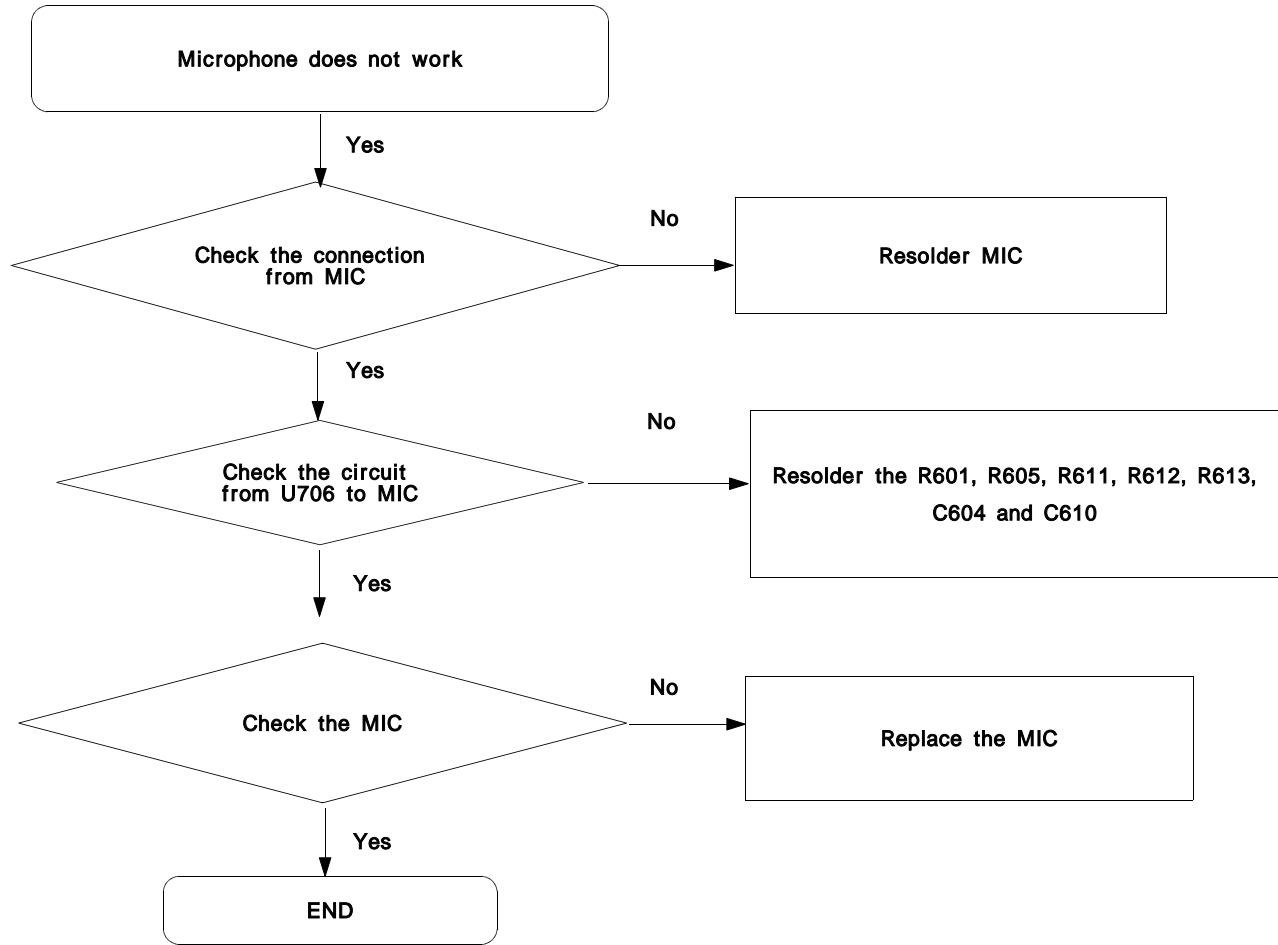 Microphone does not work
Yes
Check the connection
from MIC
No
Resolder MIC
Yes
Check the circuit
from U706 to MIC
No
Resolder the R601, R605, R611, R612, R613,
C604 and C610
Yes
Check the MIC
No
Replace the MIC
Yes
END